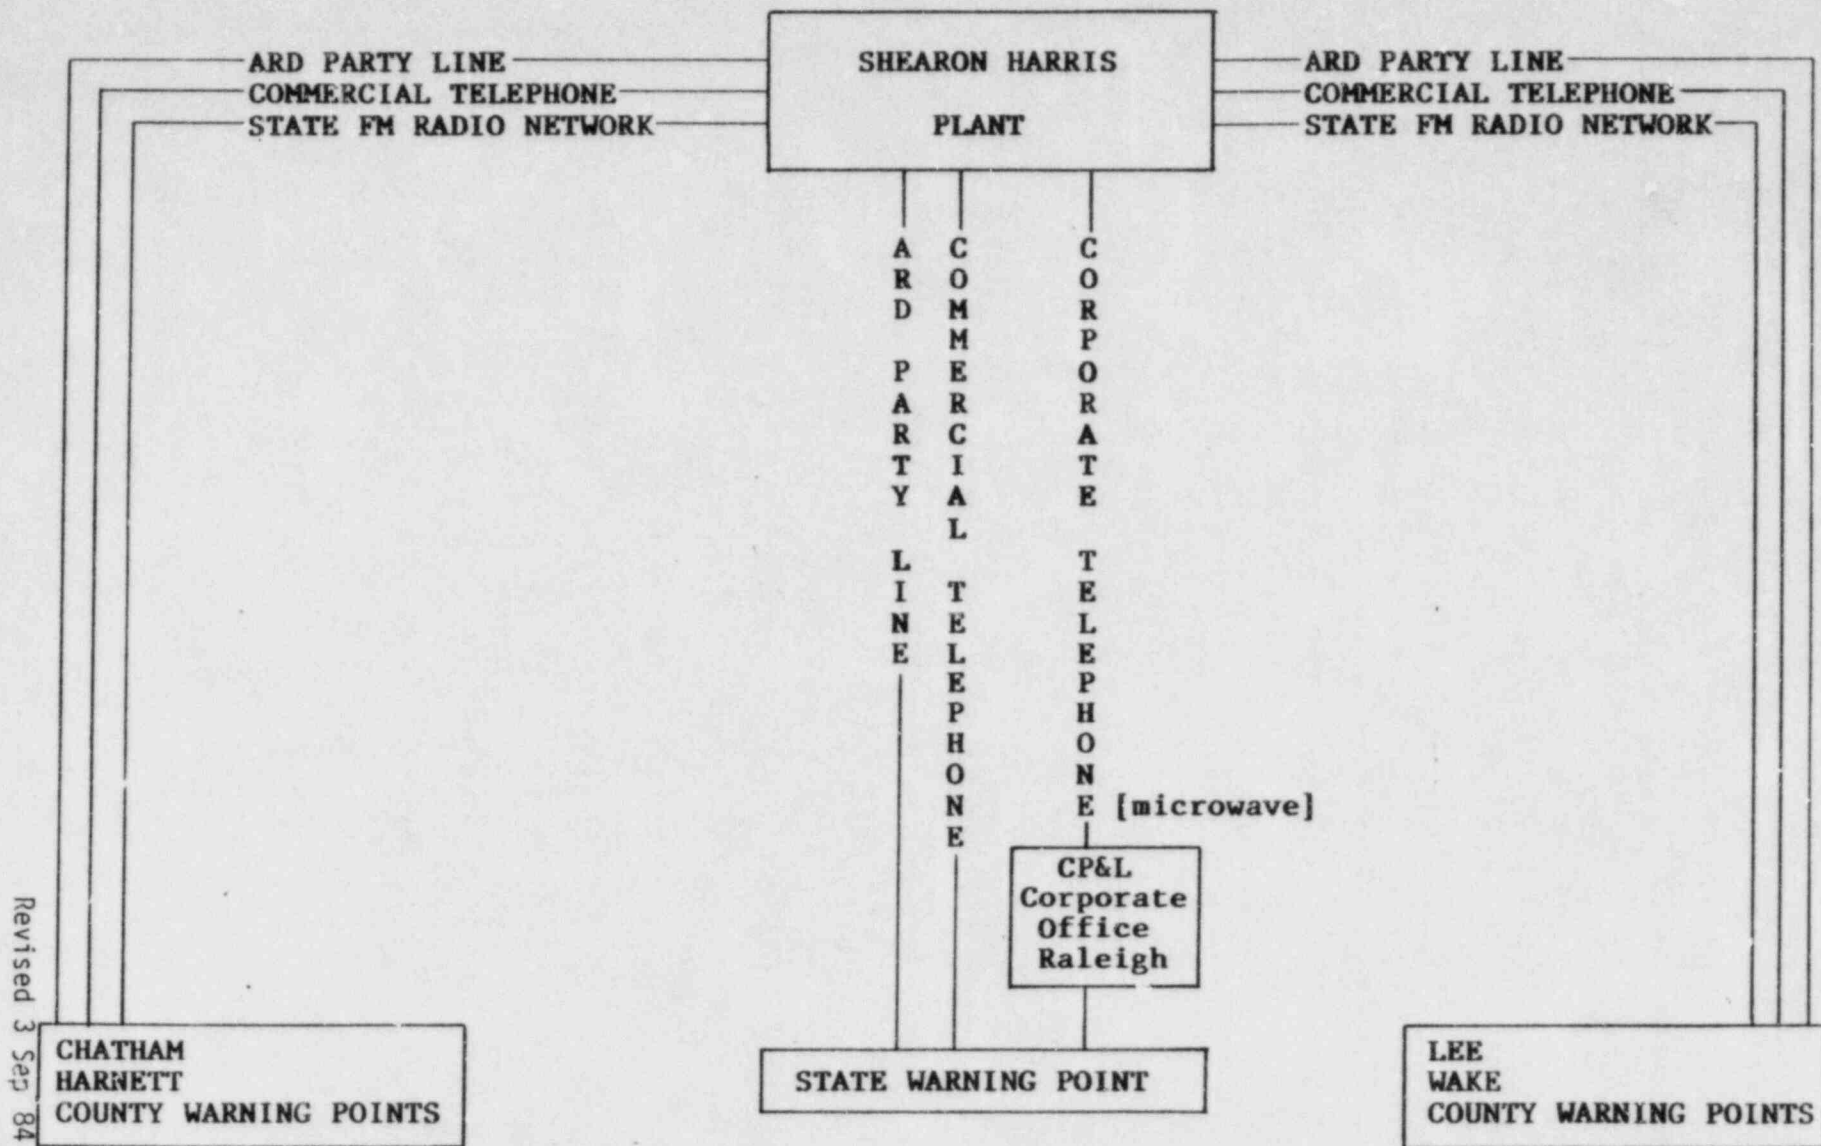 SHEARON HARRIS
PLANT
ARD PARTY LINE
COMMERCIAL TELEPHONE
STATE FM RADIO NETWORK
ARD PARTY LINE
COMMERCIAL TELEPHONE
STATE FM RADIO NETWORK
ARD PARTY LINE
COMMERCIAL TELEPHONE
CORPORATE TELEPHONE
[microwave]
CP&L
Corporate
Office
Raleigh
CHATHAM
HARNETT
COUNTY WARNING POINTS
STATE WARNING POINT
LEE
WAKE
COUNTY WARNING POINTS
Revised 3 Sep 84